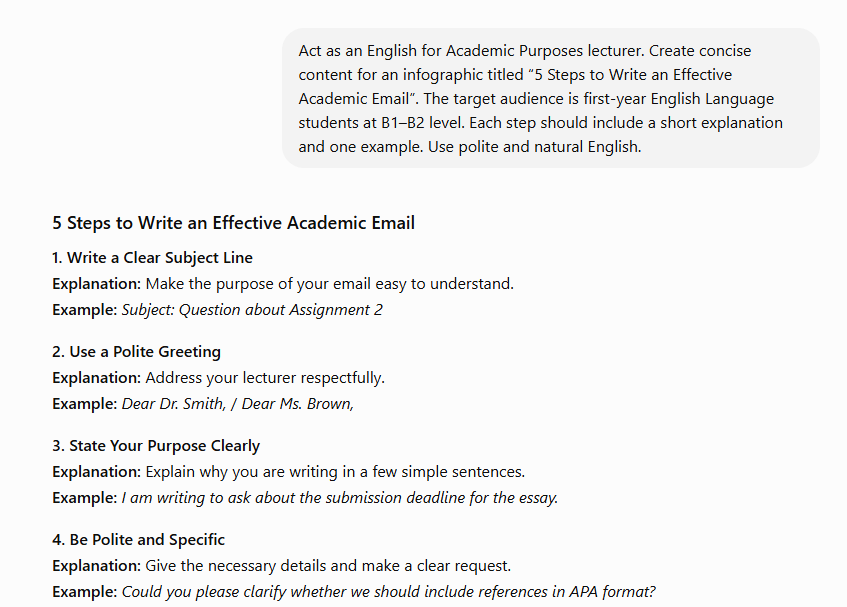 Act as an English for Academic Purposes lecturer. Create concise
content for an infographic titled “5 Steps to Write an Effective
Academic Email”. The target audience is first-year English Language
students at B1–B2 level. Each step should include a short explanation
and one example. Use polite and natural English.
5 Steps to Write an Effective Academic Email
1. Write a Clear Subject Line
Explanation: Make the purpose of your email easy to understand.
Example: Subject: Question about Assignment 2
2. Use a Polite Greeting
Explanation: Address your lecturer respectfully.
Example: Dear Dr. Smith, / Dear Ms. Brown,
3. State Your Purpose Clearly
Explanation: Explain why you are writing in a few simple sentences.
Example: I am writing to ask about the submission deadline for the essay.
4. Be Polite and Specific
Explanation: Give the necessary details and make a clear request.
Example: Could you please clarify whether we should include references in APA format?